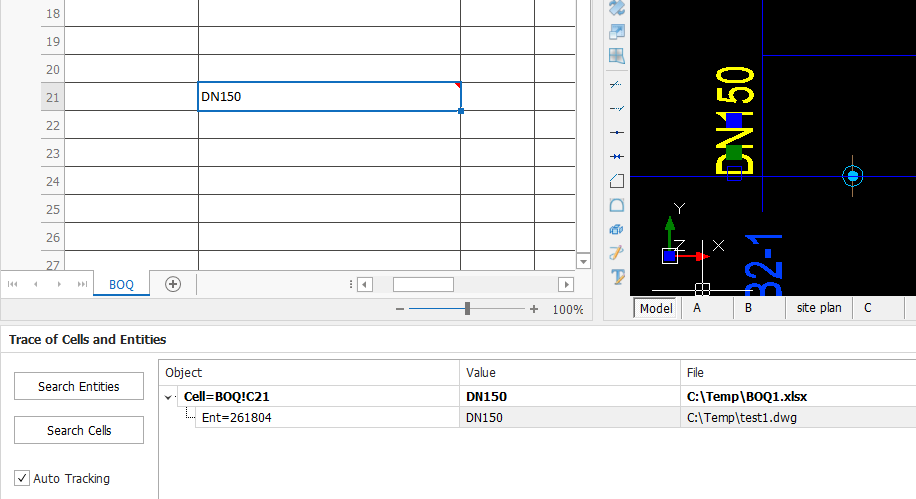 18
19
20
21 DN150
22
23
24
25
26
27
BOQ
100%
DN150
Y
Z X
B2-1
Model A B site plan C
Trace of Cells and Entities
Search Entities
Search Cells
Auto Tracking
Object Value File
Cell=BOQ!C21 DN150 C:\Temp\BOQ1.xlsx
Ent=261804 DN150 C:\Temp\test1.dwg